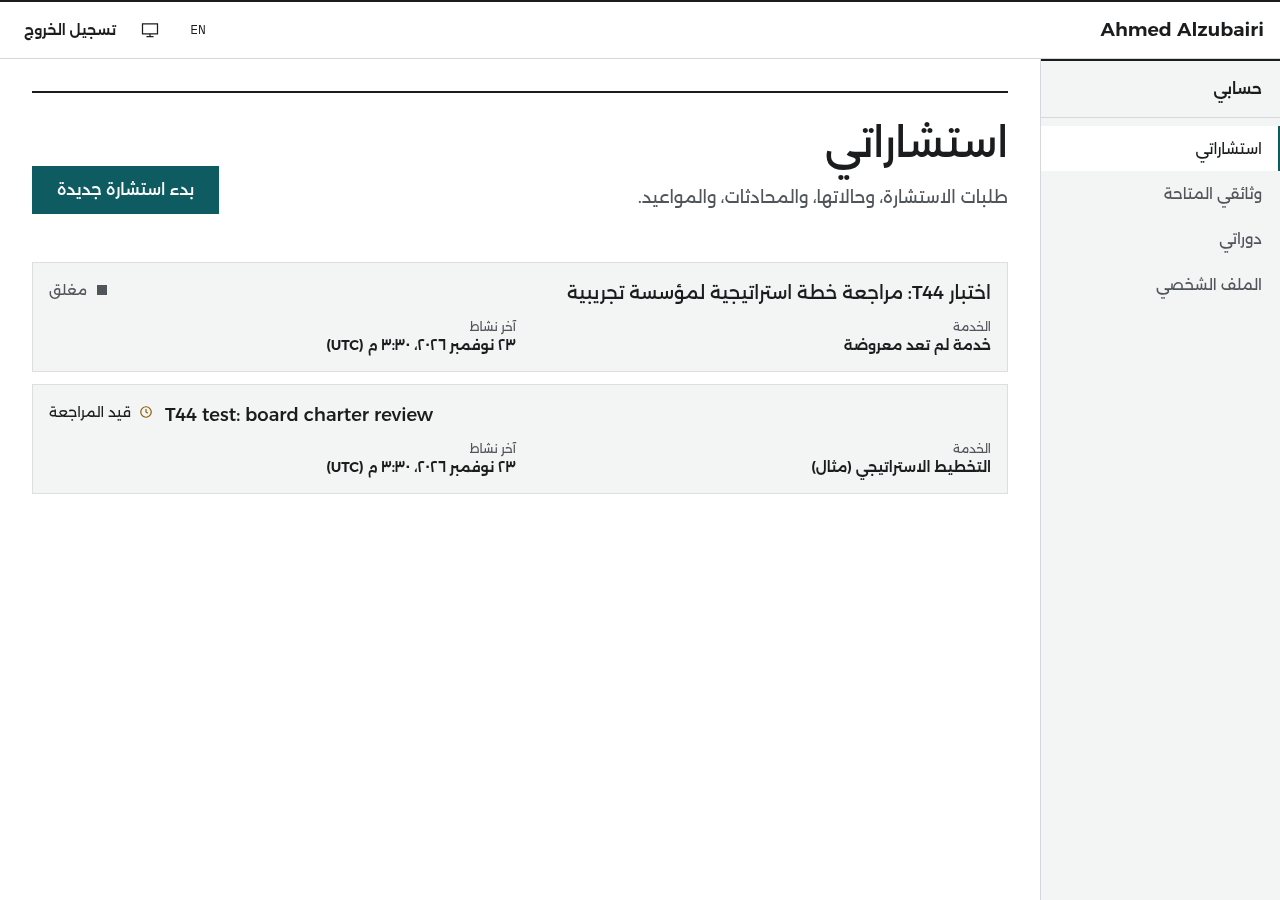 Ahmed Alzubairi
EN
تسجيل الخروج
حسابي
استشاراتي
وثائقي المتاحة
دوراتي
الملف الشخصي
استشاراتي
طلبات الاستشارة، وحالاتها، والمحادثات، والمواعيد.
بدء استشارة جديدة
اختبار T44: مراجعة خطة استراتيجية لمؤسسة تجريبية
مغلق
الخدمة
خدمة لم تعد معروضة
آخر نشاط
٢٣ نوفمبر ٢٠٢٦، ٣:٣٠ م (UTC)
T44 test: board charter review
قيد المراجعة
الخدمة
التخطيط الاستراتيجي (مثال)
آخر نشاط
٢٣ نوفمبر ٢٠٢٦، ٣:٣٠ م (UTC)